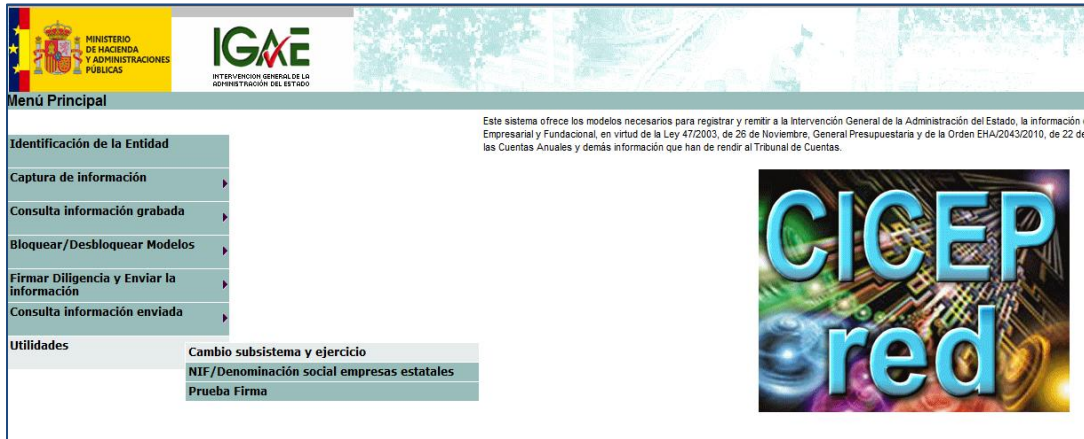 MINISTERIO
DE HACIENDA
Y ADMINISTRACIONES
PÚBLICAS
IGAE
INTERVENCION GENERAL DE LA
ADMINISTRACIÓN DEL ESTADO
Menú Principal
Este sistema ofrece los modelos necesarios para registrar y remitir a la Intervención General de la Administración del Estado, la información
Empresarial y Fundacional, en virtud de la Ley 47/2003, de 26 de Noviembre, General Presupuestaria y de la Orden EHA/2043/2010, de 22 de
las Cuentas Anuales y demás información que han de rendir al Tribunal de Cuentas.
Identificación de la Entidad
Captura de información
Consulta información grabada
Bloquear/Desbloquear Modelos
Firmar Diligencia y Enviar la
información
Consulta información enviada
Utilidades
Cambio subsistema y ejercicio
NIF/Denominación social empresas estatales
Prueba Firma
CICEP
red